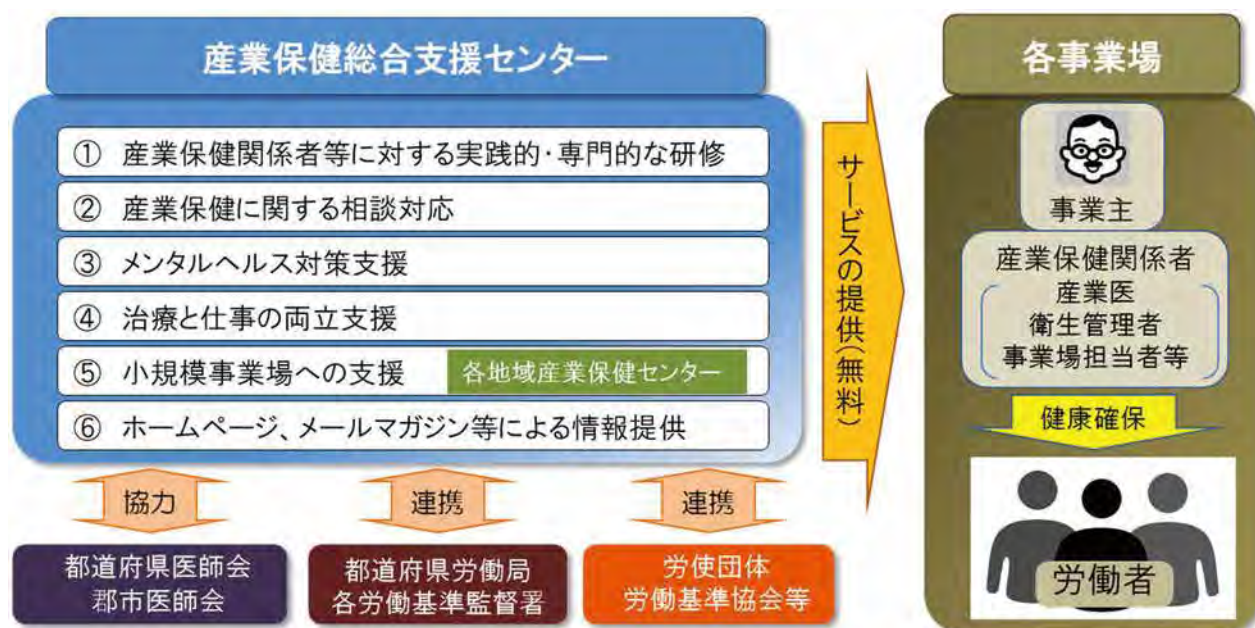 産業保健総合支援センター
① 産業保健関係者等に対する実践的・専門的な研修
② 産業保健に関する相談対応
③ メンタルヘルス対策支援
④ 治療と仕事の両立支援
⑤ 小規模事業場への支援 各地域産業保健センター
⑥ ホームページ、メールマガジン等による情報提供
協力
連携
連携
都道府県医師会
郡市医師会
都道府県労働局
各労働基準監督署
労使団体
労働基準協会等
サービスの提供(無料)
各事業場
事業主
産業保健関係者
産業医
衛生管理者
事業場担当者等
健康確保
労働者